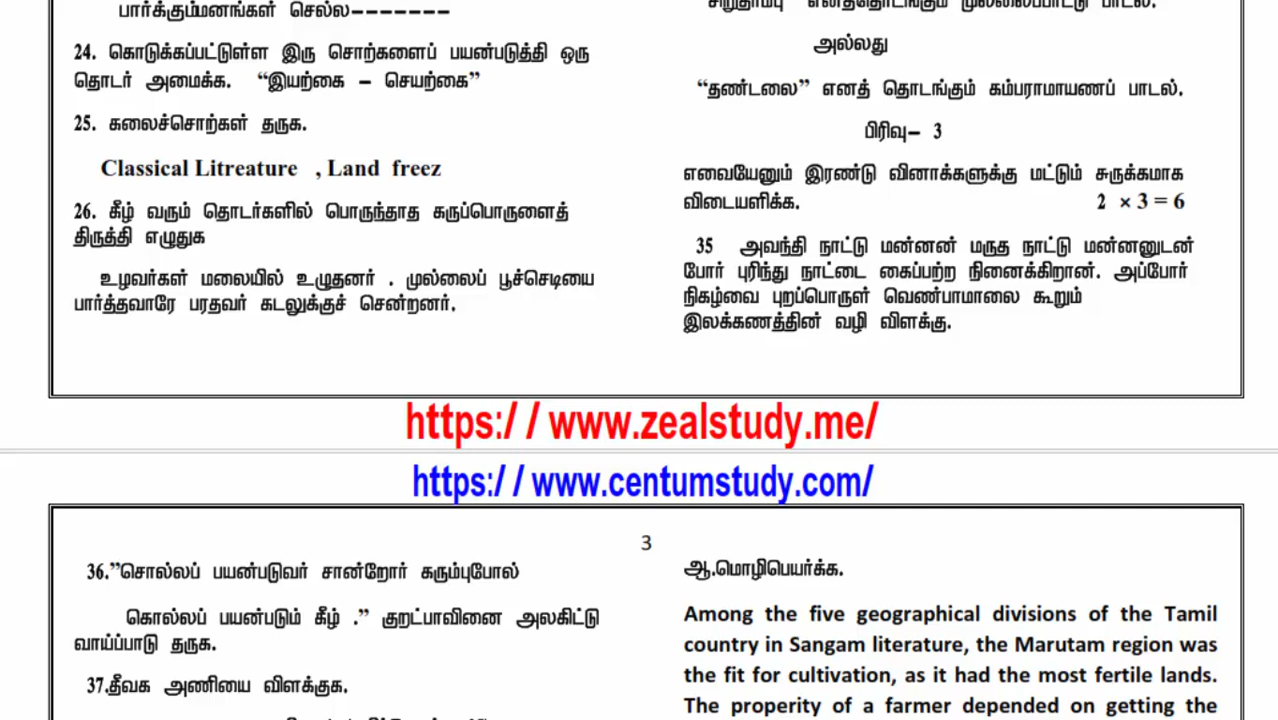 பார்க்கும்மனங்கள் செல்ல-------
24. கொடுக்கப்பட்டுள்ள இரு சொற்களைப் பயன்படுத்தி ஒரு
தொடர் அமைக்க. “இயற்கை – செயற்கை”
25. கலைச்சொற்கள் தருக.
Classical Litreature , Land freez
26. கீழ் வரும் தொடர்களில் பொருந்தாத கருப்பொருளைத்
திருத்தி எழுதுக
உழவர்கள் மலையில் உழுதனர் . முல்லைப் பூச்செடியை
பார்த்தவாரே பரதவர் கடலுக்குச் சென்றனர்.
சிறுதாம்பு” எனத்தொடங்கும் முல்லைப்பாட்டு பாடல்.
அல்லது
“தண்டலை” எனத் தொடங்கும் கம்பராமாயணப் பாடல்.
பிரிவு– 3
எவையேனும் இரண்டு வினாக்களுக்கு மட்டும் சுருக்கமாக
விடையளிக்க. 2 × 3 = 6
35 அவந்தி நாட்டு மன்னன் மருத நாட்டு மன்னனுடன்
போர் புரிந்து நாட்டை கைப்பற்ற நினைக்கிறான். அப்போர்
நிகழ்வை புறப்பொருள் வெண்பாமாலை கூறும்
இலக்கணத்தின் வழி விளக்கு.
https: / / www.zealstudy.me/
https: / / www.centumstudy.com/
3
36.”சொல்லப் பயன்படுவர் சான்றோர் கரும்புபோல்
கொல்லப் பயன்படும் கீழ் .” குறட்பாவினை அலகிட்டு
வாய்ப்பாடு தருக.
37.தீவக அணியை விளக்குக.
ஆ.மொழிபெயர்க்க.
Among the five geographical divisions of the Tamil
country in Sangam literature, the Marutam region was
the fit for cultivation, as it had the most fertile lands.
The properity of a farmer depended on getting the